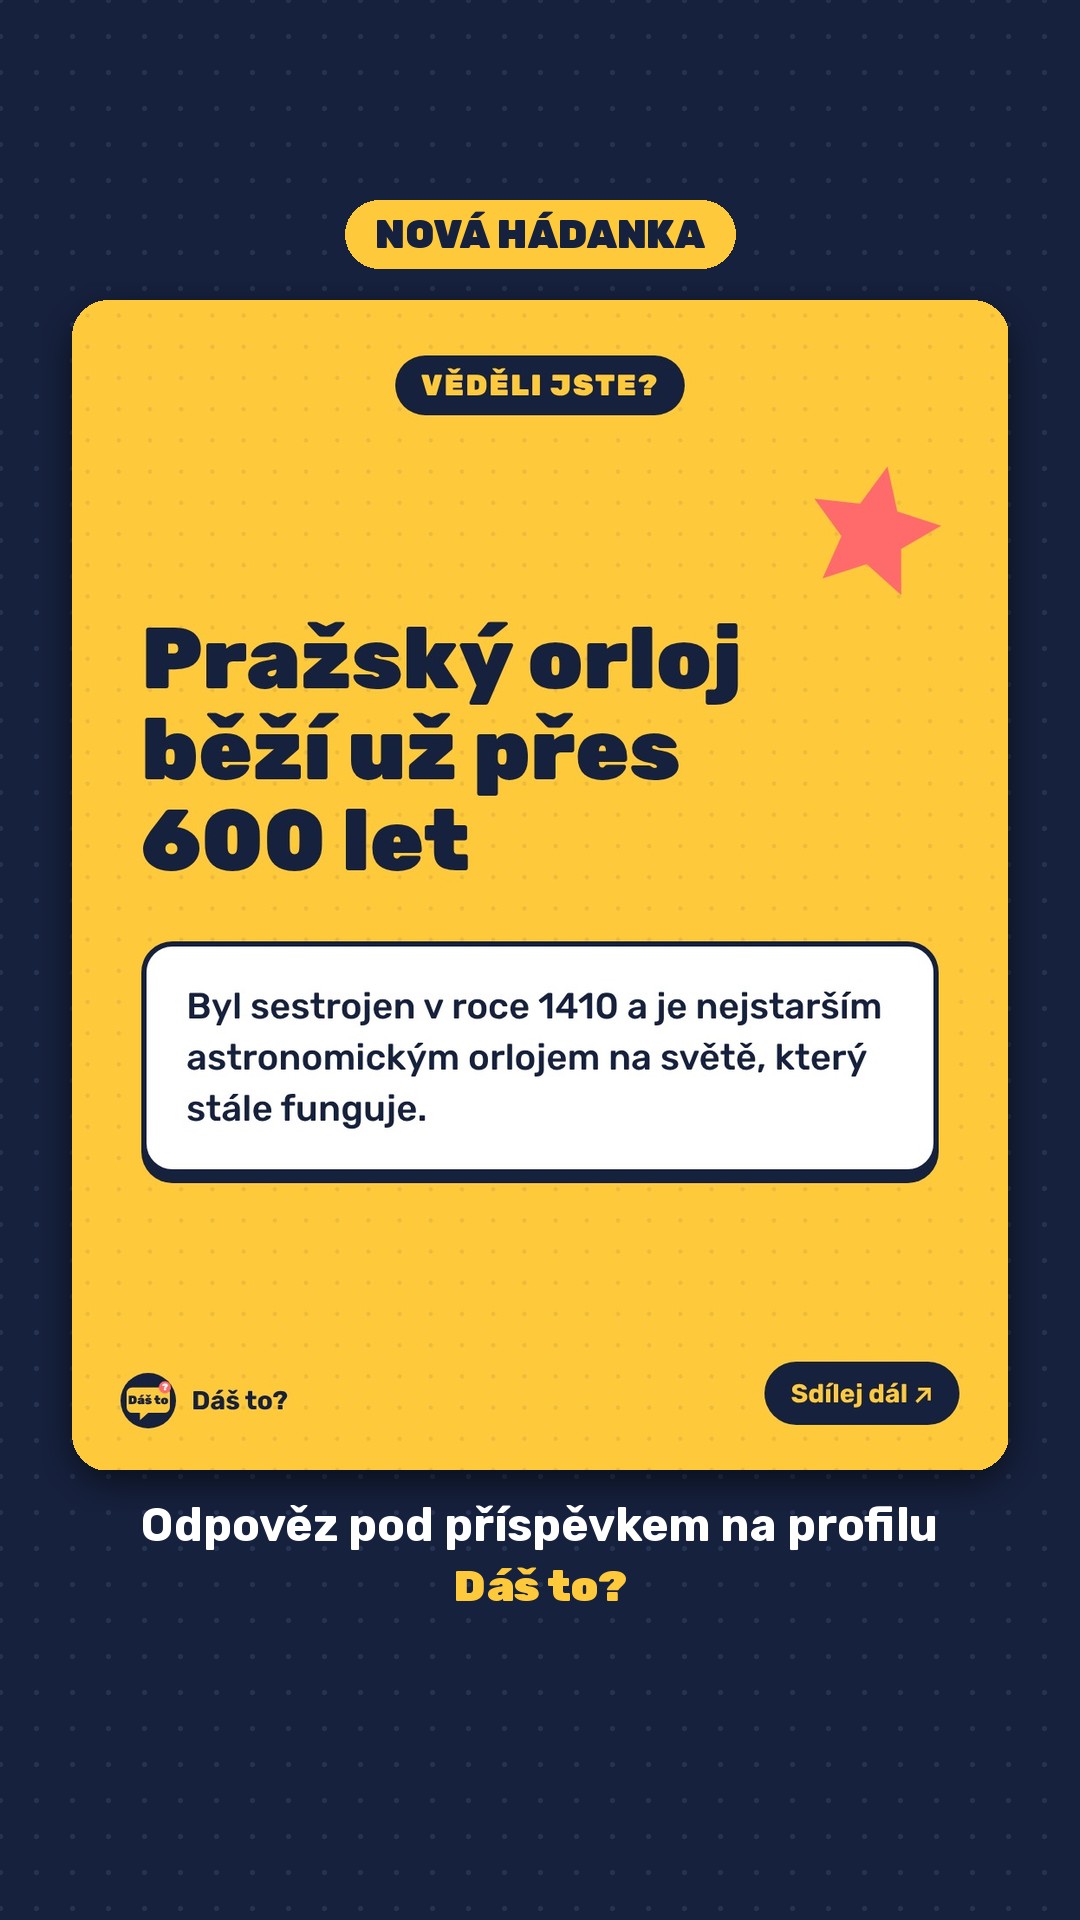 NOVÁ HÁDANKA
VĚDĚLI JSTE?
Pražský orloj
běží už přes
600 let
Byl sestrojen v roce 1410 a je nejstarším
astronomickým orlojem na světě, který
stále funguje.
Dáš to
?
Dáš to?
Sdílej dál ↗
Odpověz pod příspěvkem na profilu
Dáš to?